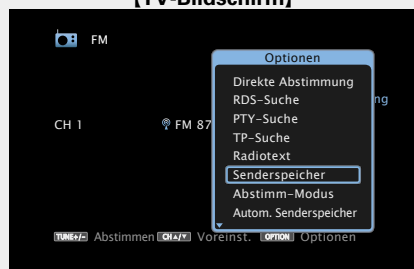 [TV-Bildschirm]
FM
Optionen
Direkte Abstimmung
RDS-Suche
ng
PTY-Suche
CH 1
FM 87
TP-Suche
Radiotext
Senderspeicher
Abstimm-Modus
Autom. Senderspeicher
TUNE+/- Abstimmen CH▲/▼ Voreinst. OPTION Optionen